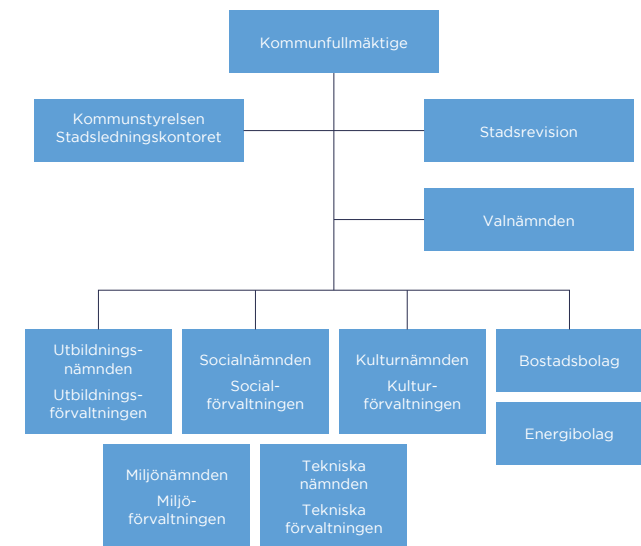 Kommunfullmäktige
Kommunstyrelsen
Stadsledningskontoret
Stadsrevision
Valnämnden
Utbildnings-
nämnden
Utbildnings-
förvaltningen
Socialnämnden
Social-
förvaltningen
Kulturnämnden
Kultur-
förvaltningen
Bostadsbolag
Energibolag
Miljönämnden
Miljö-
förvaltningen
Tekniska
nämnden
Tekniska
förvaltningen